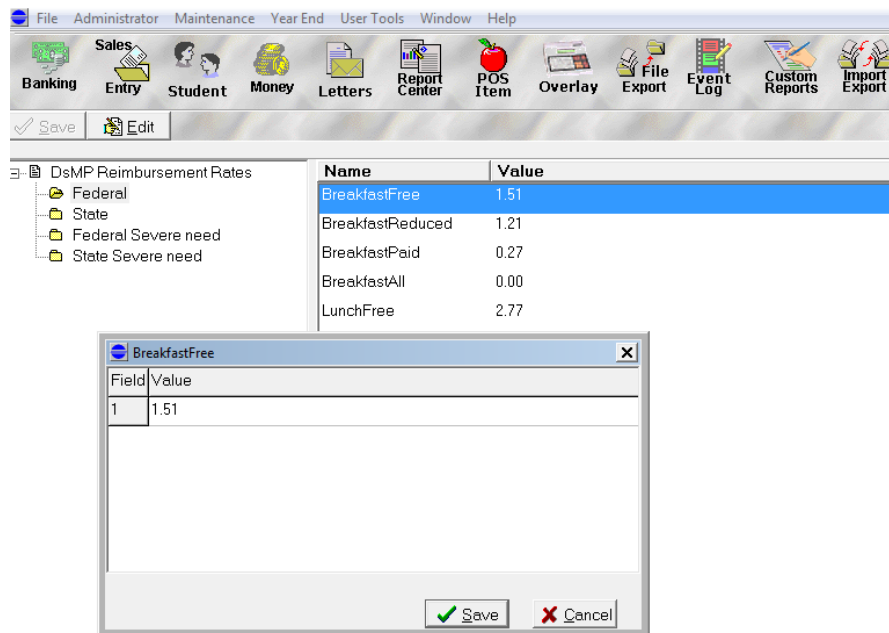 File Administrator Maintenance Year End User Tools Window Help
Banking
Sales Entry
Student
Money
Letters
Report Center
POS Item
Overlay
File Export
Event Log
Custom Reports
Import Export
Save Edit
DsMP Reimbursement Rates
Federal
State
Federal Severe need
State Severe need
Name Value
BreakfastFree 1.51
BreakfastReduced 1.21
BreakfastPaid 0.27
BreakfastAll 0.00
LunchFree 2.77
BreakfastFree
Field Value
1 1.51
Save Cancel